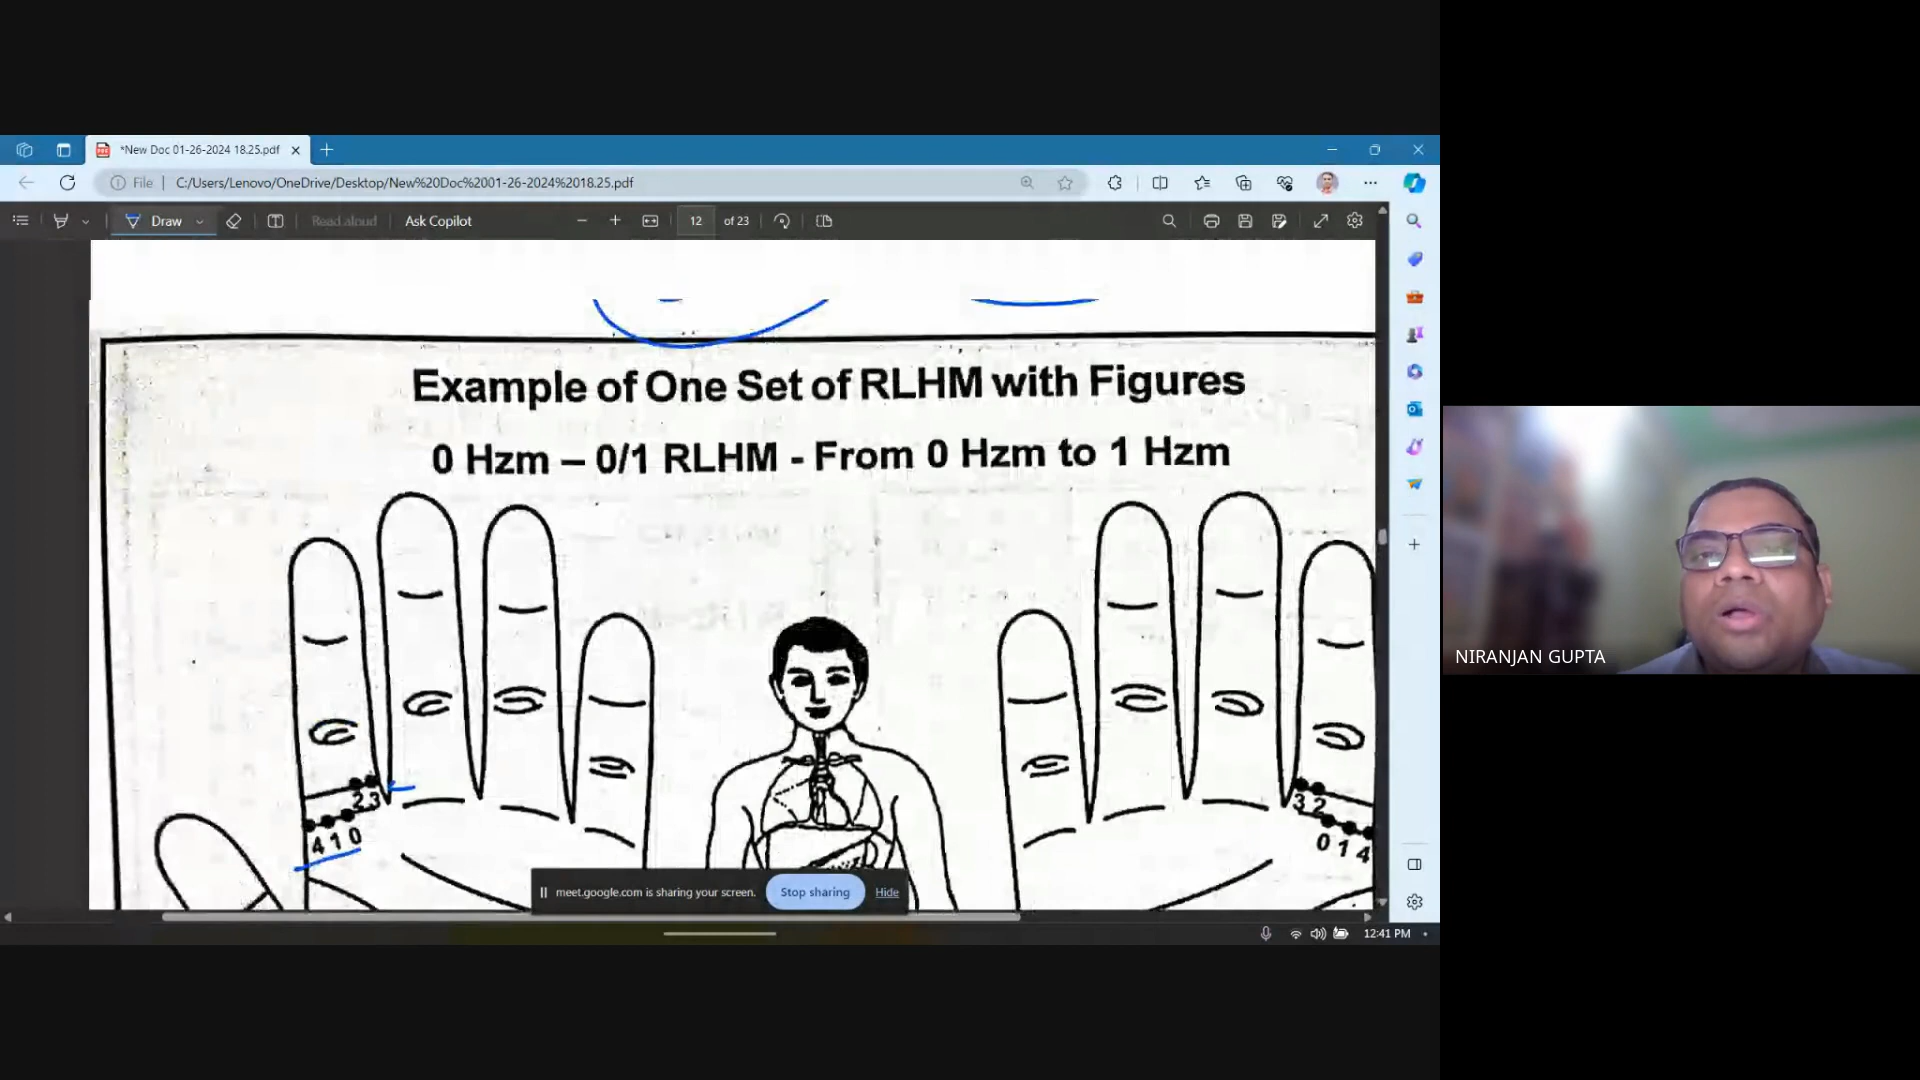 *New Doc 01-26-2024 18.25.pdf
File | C:/Users/Lenovo/OneDrive/Desktop/New%20Doc%2001-26-2024%2018.25.pdf
Draw
Read aloud
Ask Copilot
12 of 23
Example of One Set of RLHM with Figures
0 Hzm – 0/1 RLHM - From 0 Hzm to 1 Hzm
2 3
4 1 0
3 2
0 1 4
meet.google.com is sharing your screen.
Stop sharing
Hide
12:41 PM
NIRANJAN GUPTA